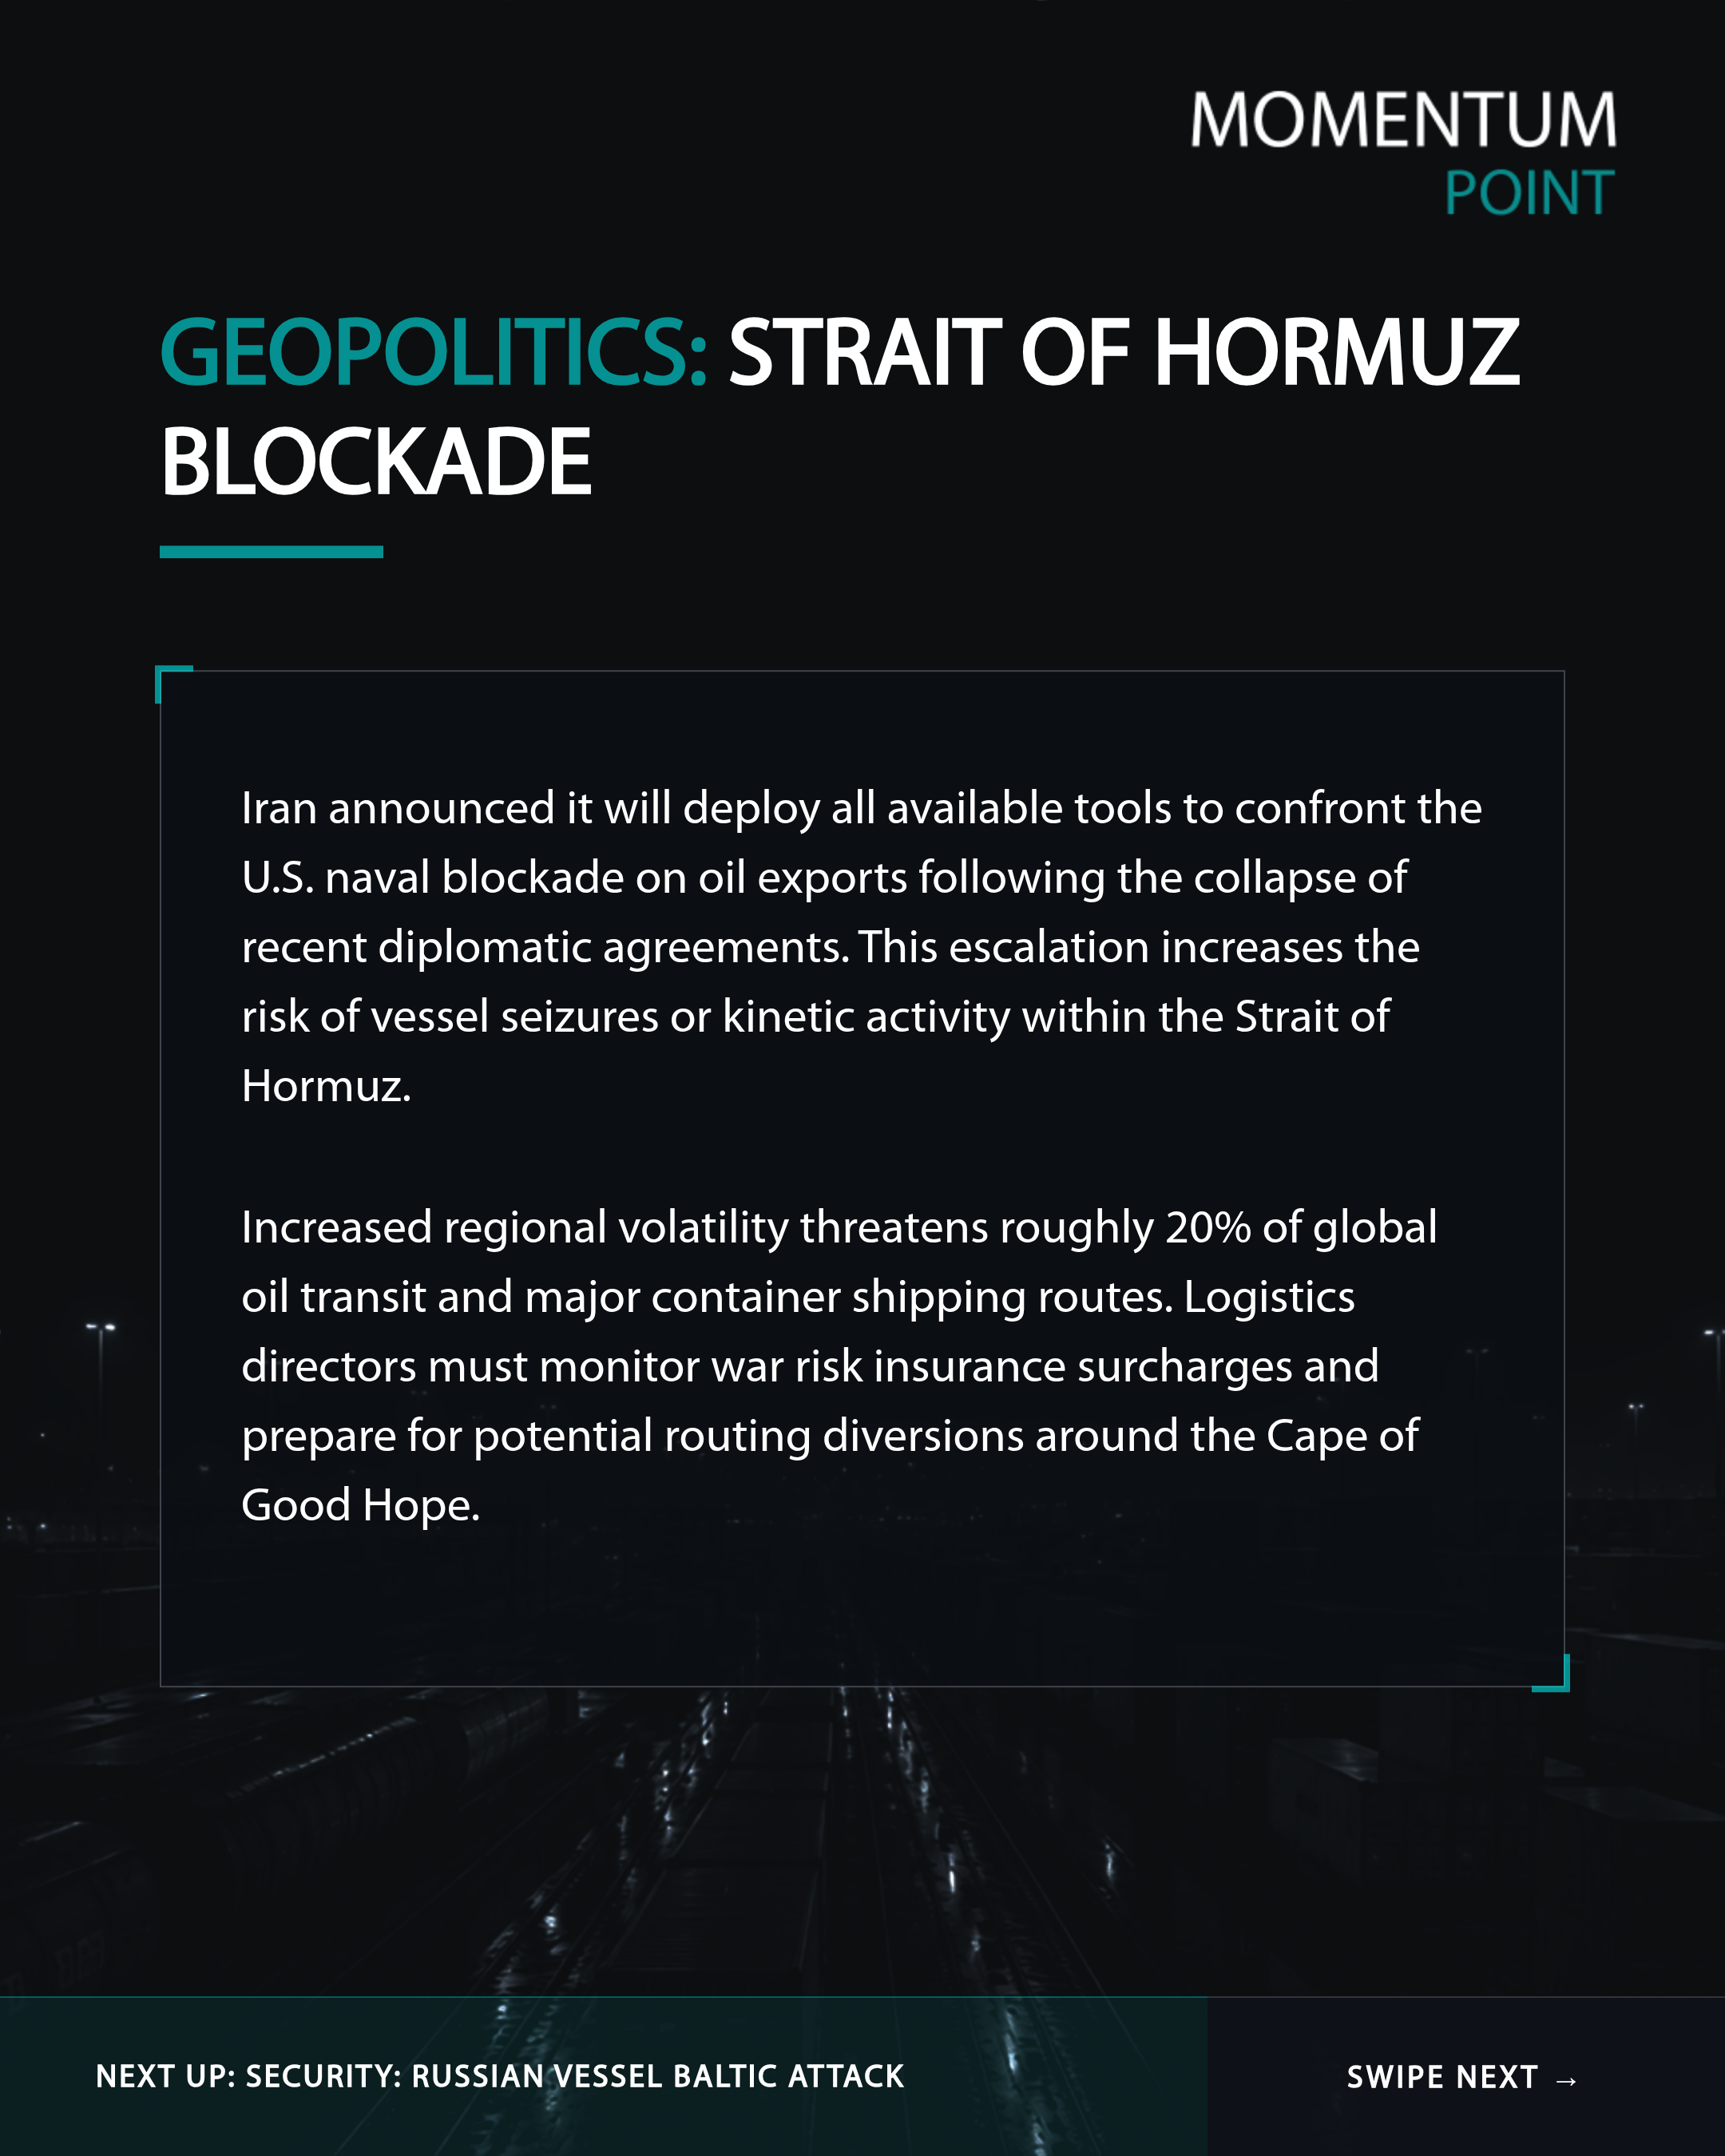 MOMENTUM
POINT
GEOPOLITICS: STRAIT OF HORMUZ
BLOCKADE
Iran announced it will deploy all available tools to confront the
U.S. naval blockade on oil exports following the collapse of
recent diplomatic agreements. This escalation increases the
risk of vessel seizures or kinetic activity within the Strait of
Hormuz.
Increased regional volatility threatens roughly 20% of global
oil transit and major container shipping routes. Logistics
directors must monitor war risk insurance surcharges and
prepare for potential routing diversions around the Cape of
Good Hope.
NEXT UP: SECURITY: RUSSIAN VESSEL BALTIC ATTACK
SWIPE NEXT →